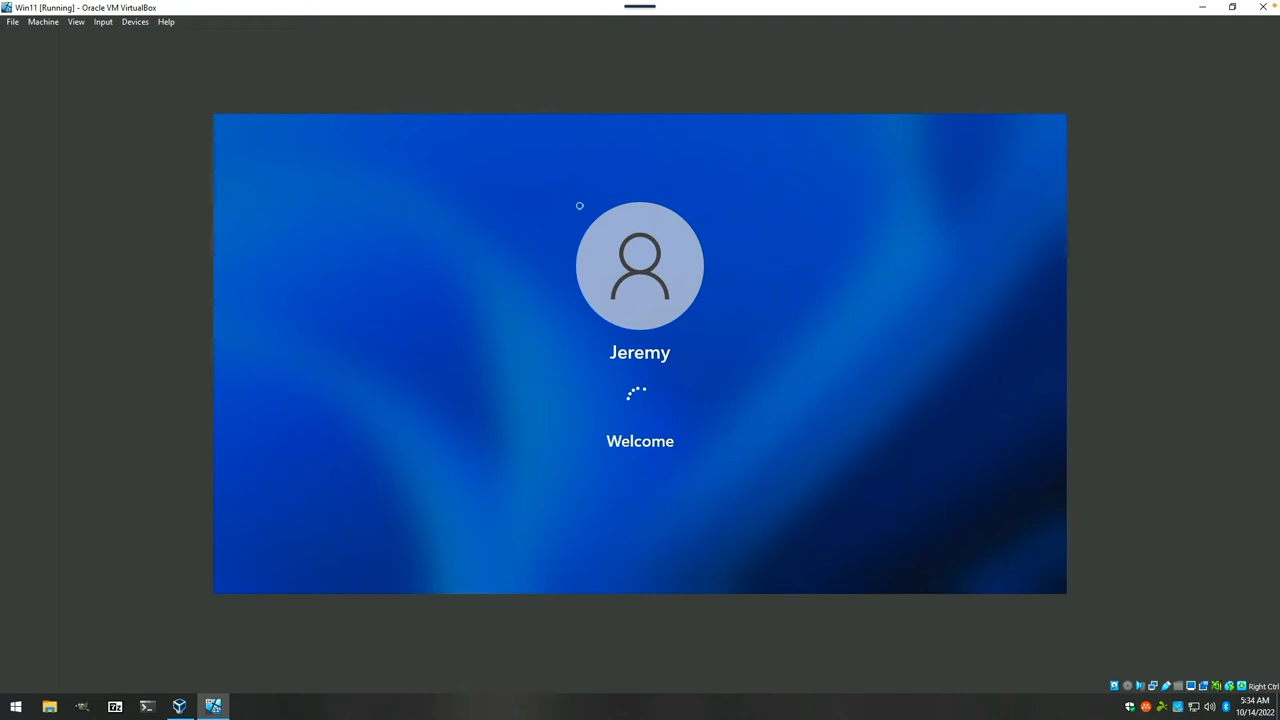 Win11 [Running] - Oracle VM VirtualBox
File Machine View Input Devices Help
Jeremy
Welcome
Right Ctrl
5:34 AM
10/14/2022